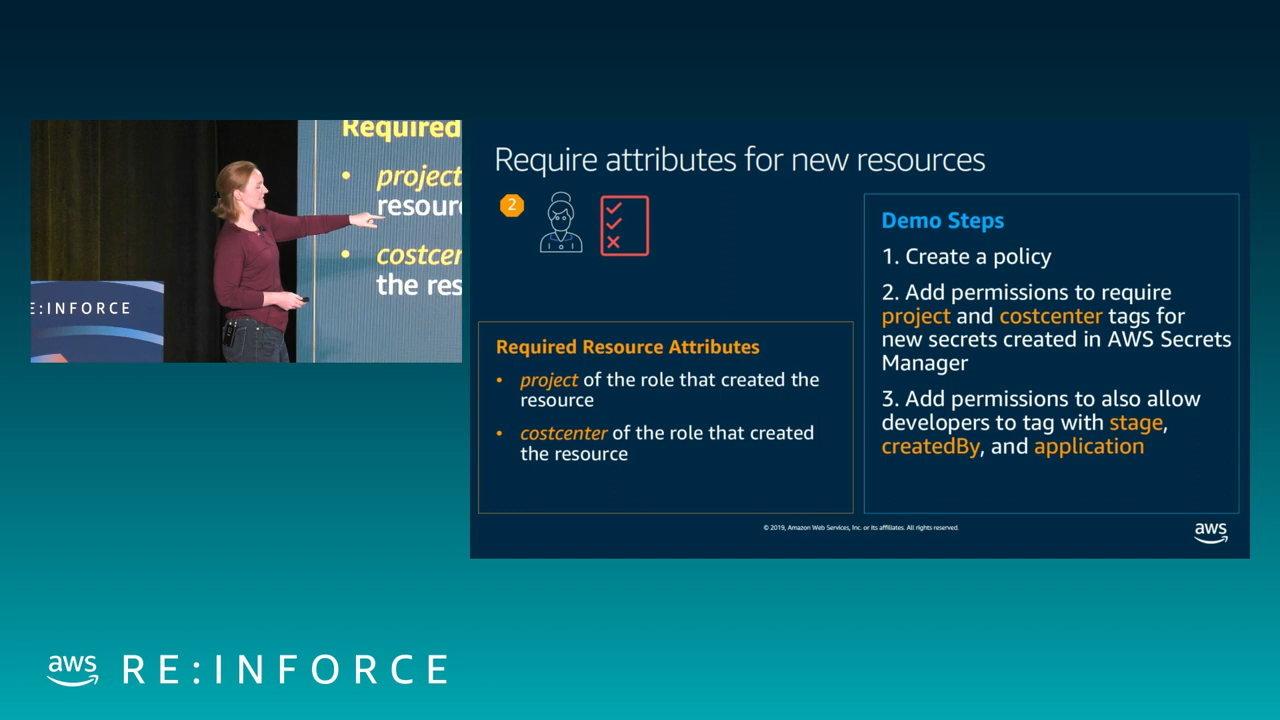 Required
• project
resour
• costcen
the res
E:INFORCE
Require attributes for new resources
2
Required Resource Attributes
• project of the role that created the
resource
• costcenter of the role that created
the resource
Demo Steps
1. Create a policy
2. Add permissions to require
project and costcenter tags for
new secrets created in AWS Secrets
Manager
3. Add permissions to also allow
developers to tag with stage,
createdBy, and application
© 2019, Amazon Web Services, Inc. or its affiliates. All rights reserved.
aws
aws RE:INFORCE